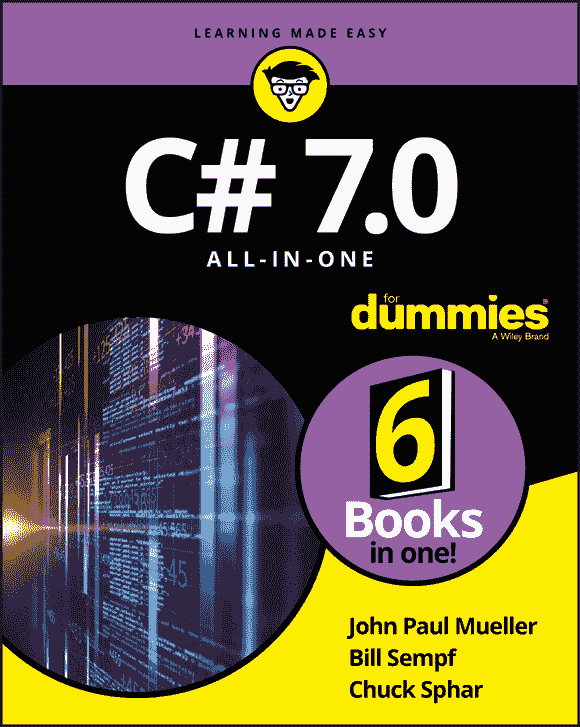 LEARNING MADE EASY
C# 7.0
ALL-IN-ONE
for
dummies®
A Wiley Brand
6
Books
in one!
John Paul Mueller
Bill Sempf
Chuck Sphar